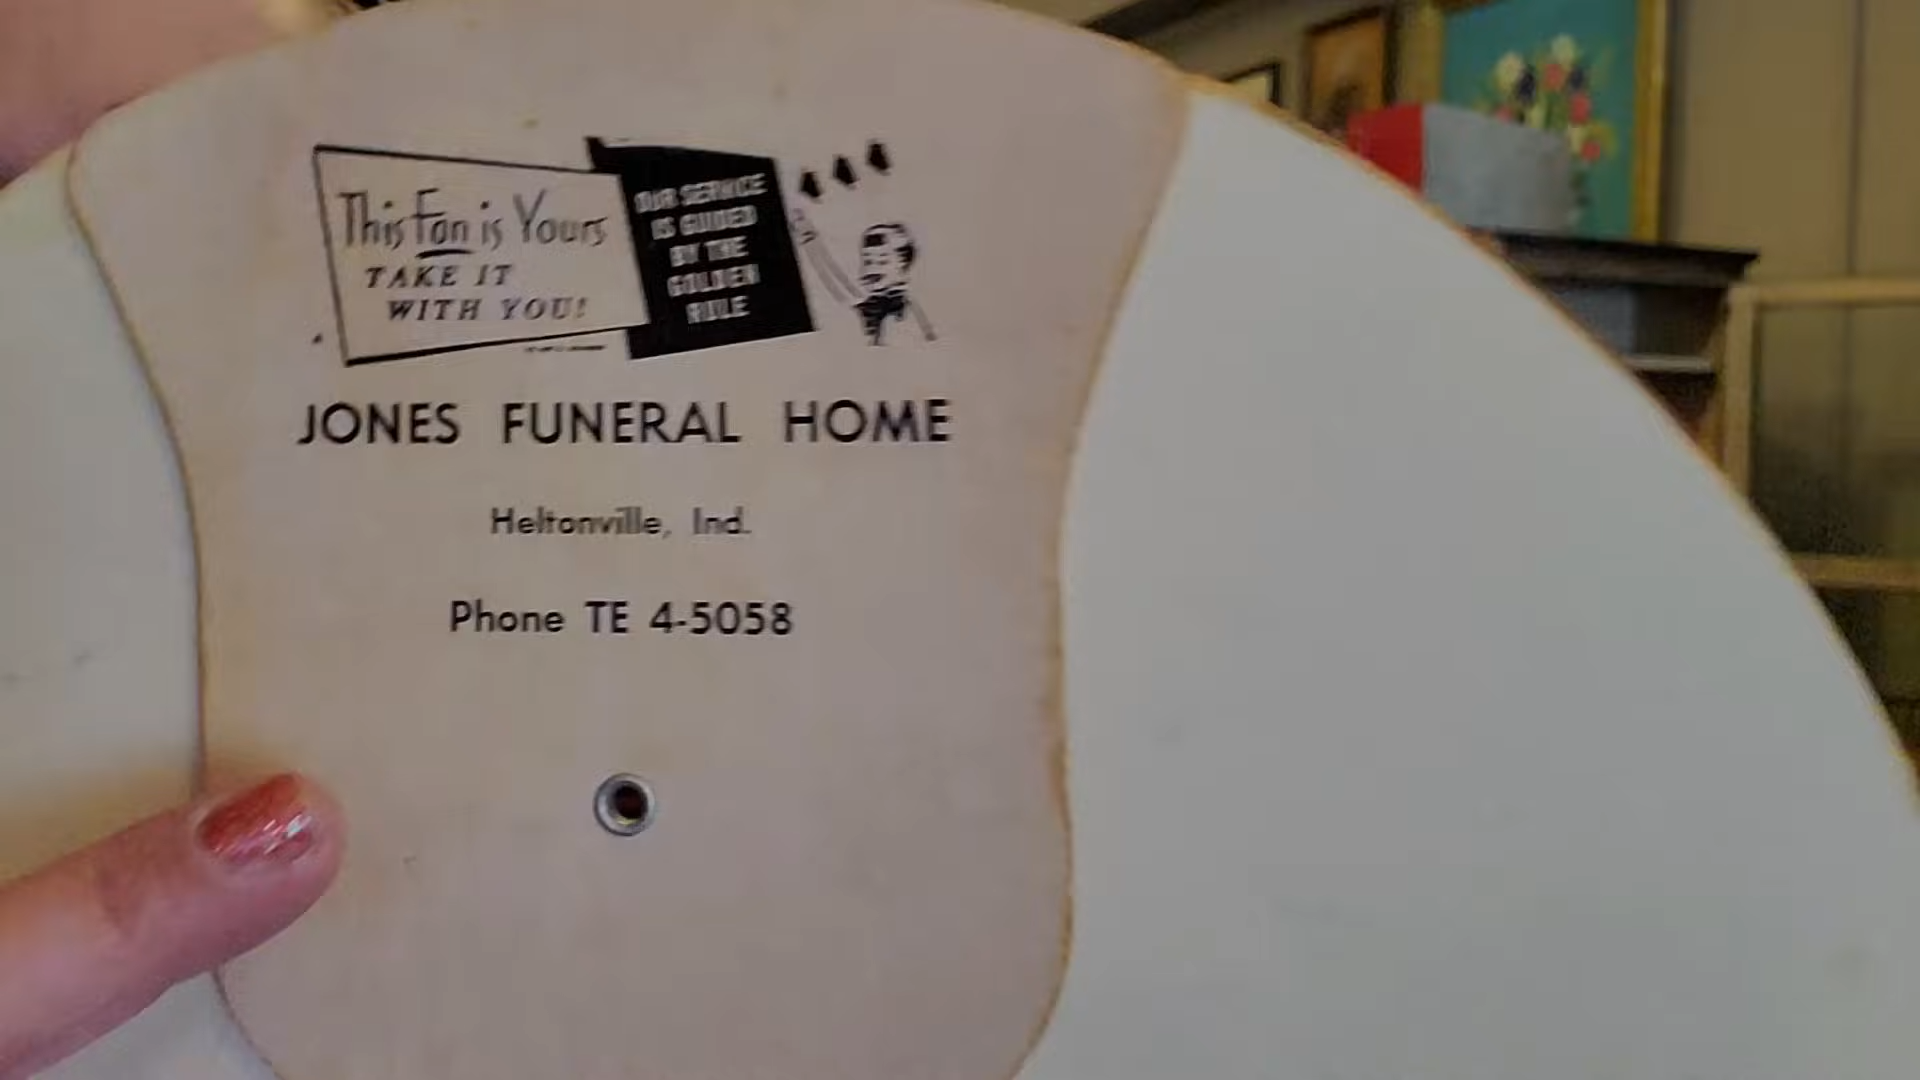 This Fan is Yours
TAKE IT
WITH YOU!
OUR SERVICE
IS GUIDED
BY THE
GOLDEN
RULE
JONES FUNERAL HOME
Heltonville, Ind.
Phone TE 4-5058